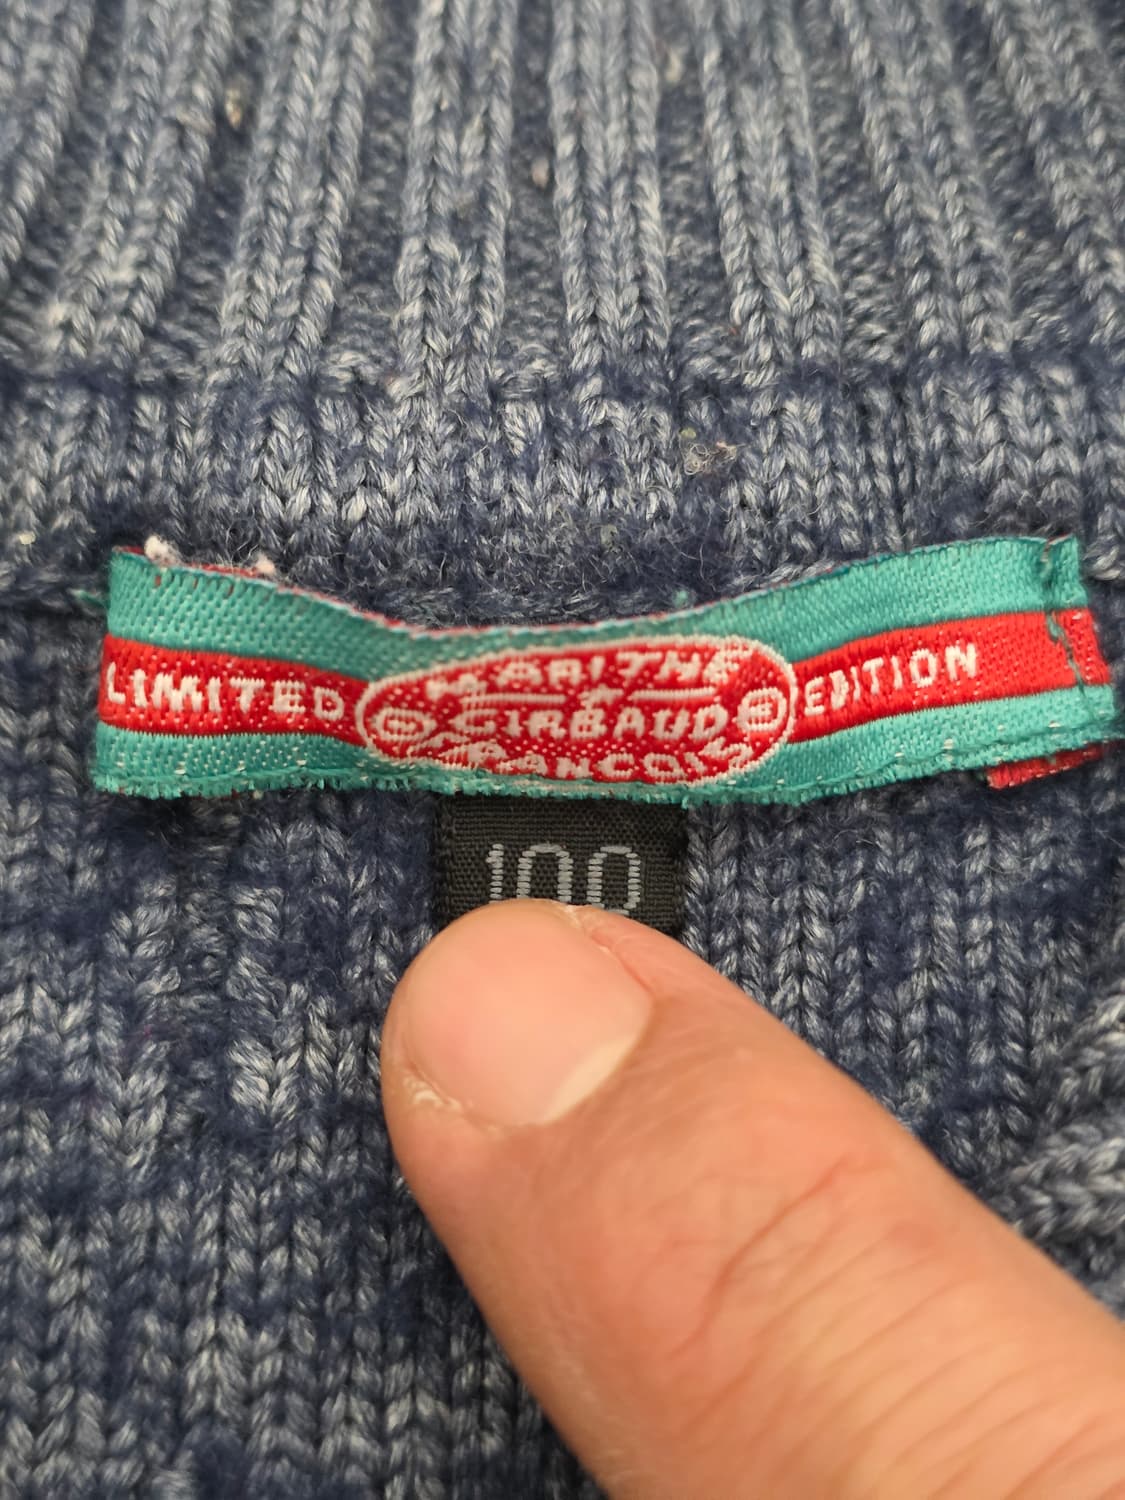 LIMITED MARITHE EDITION
+
GIRBAUD
FRANCOIS
100